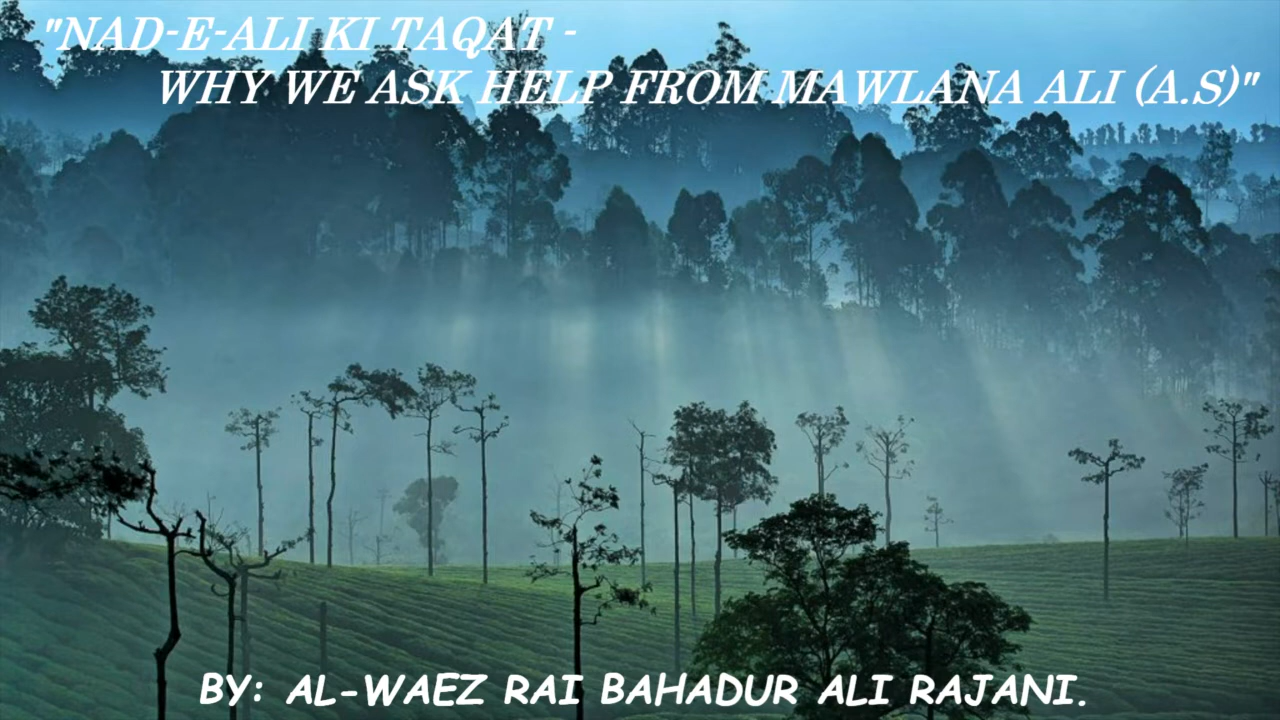 "NAD-E-ALI KI TAQAT -
WHY WE ASK HELP FROM MAWLANA ALI (A.S)"
BY: AL-WAEZ RAI BAHADUR ALI RAJANI.